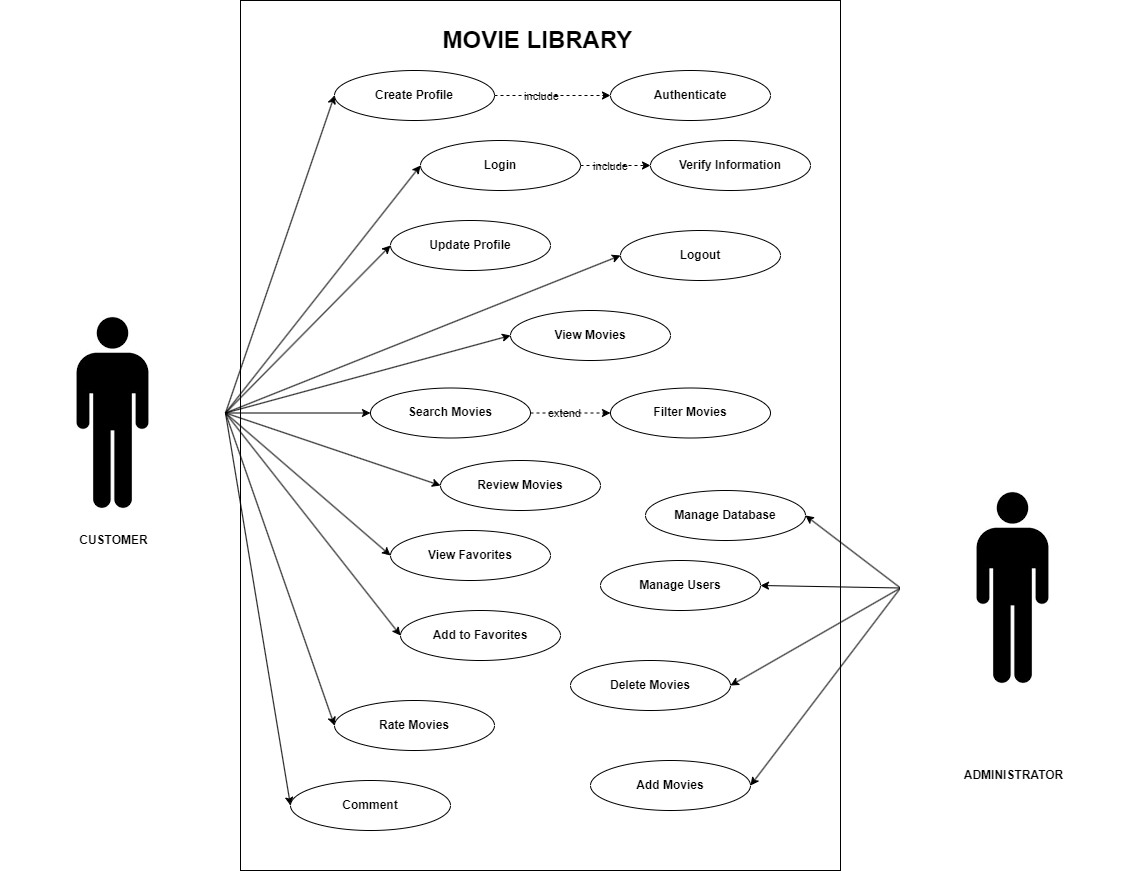 MOVIE LIBRARY
Create Profile
include
Authenticate
Login
include
Verify Information
Update Profile
Logout
View Movies
Search Movies
extend
Filter Movies
Review Movies
Manage Database
CUSTOMER
View Favorites
Manage Users
Add to Favorites
Delete Movies
Rate Movies
ADMINISTRATOR
Add Movies
Comment